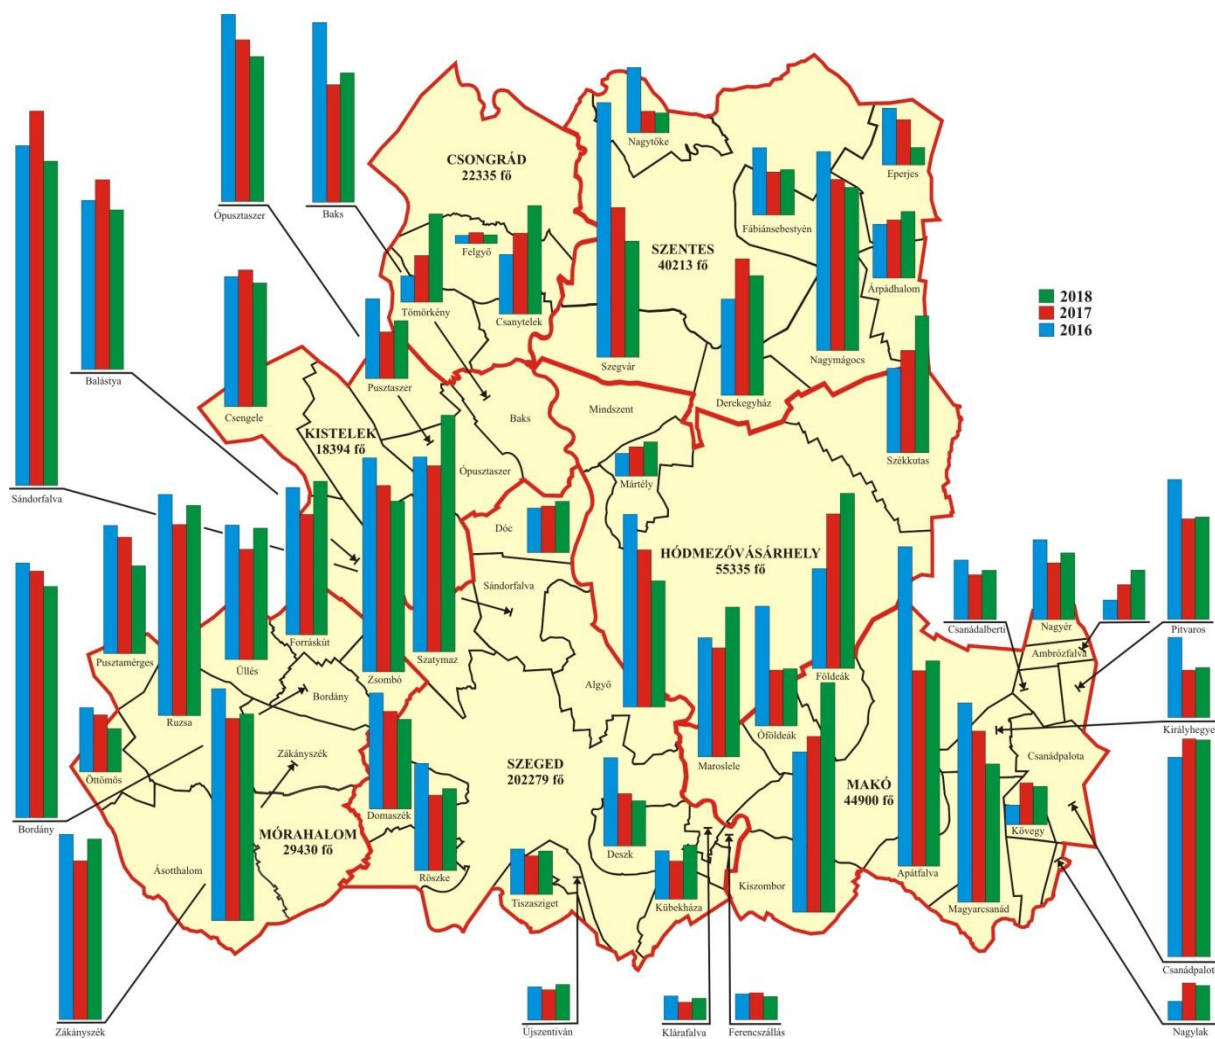 Nagytőke
CSONGRÁD
22335 fő
Eperjes
Ópusztaszer
Baks
Fábiánsebestyén
Felgyő
SZENTES
40213 fő
Árpádhalom
2018
2017
2016
Tömörkény
Csanytelek
Nagymágocs
Szegvár
Balástya
Pusztaszer
Derekegyház
Mindszent
Csengele
Baks
KISTELEK
18394 fő
Székkutas
Ópusztaszer
Mártély
Sándorfalva
Dóc
HÓDMEZŐVÁSÁRHELY
55335 fő
Sándorfalva
Csanádalberti
Nagyér
Pitvaros
Forráskút
Szatymaz
Ambrózfalva
Pusztamérges
Üllés
Zsombó
Földeák
Algyő
Bordány
Ruzsa
Óföldeák
Királyhegyes
Zákányszék
Csanádpalota
Maroslele
Öttömös
SZEGED
202279 fő
MAKÓ
44900 fő
Domaszék
Bordány
MÓRAHALOM
29430 fő
Kövegy
Deszk
Ásotthalom
Röszke
Apátfalva
Kiszombor
Tiszasziget
Kübekháza
Magyarcsanád
Csanádpalota
Zákányszék
Újszentiván
Klárafalva
Ferencszállás
Nagylak